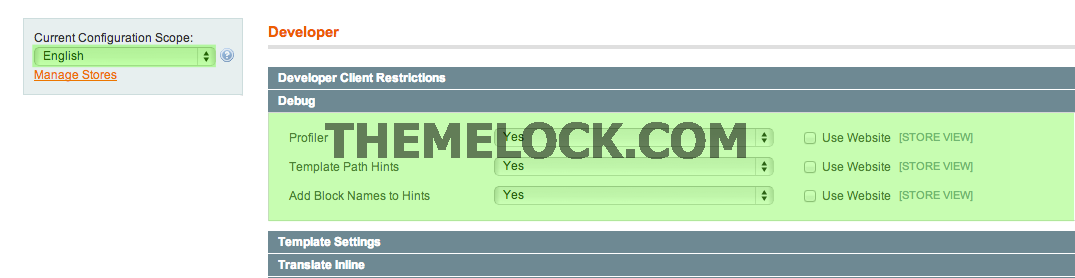 Current Configuration Scope:
English
Manage Stores
Developer
Developer Client Restrictions
Debug
Profiler Yes Use Website [STORE VIEW]
THEMELOCK.COM
Template Path Hints Yes Use Website [STORE VIEW]
Add Block Names to Hints Yes Use Website [STORE VIEW]
Template Settings
Translate Inline